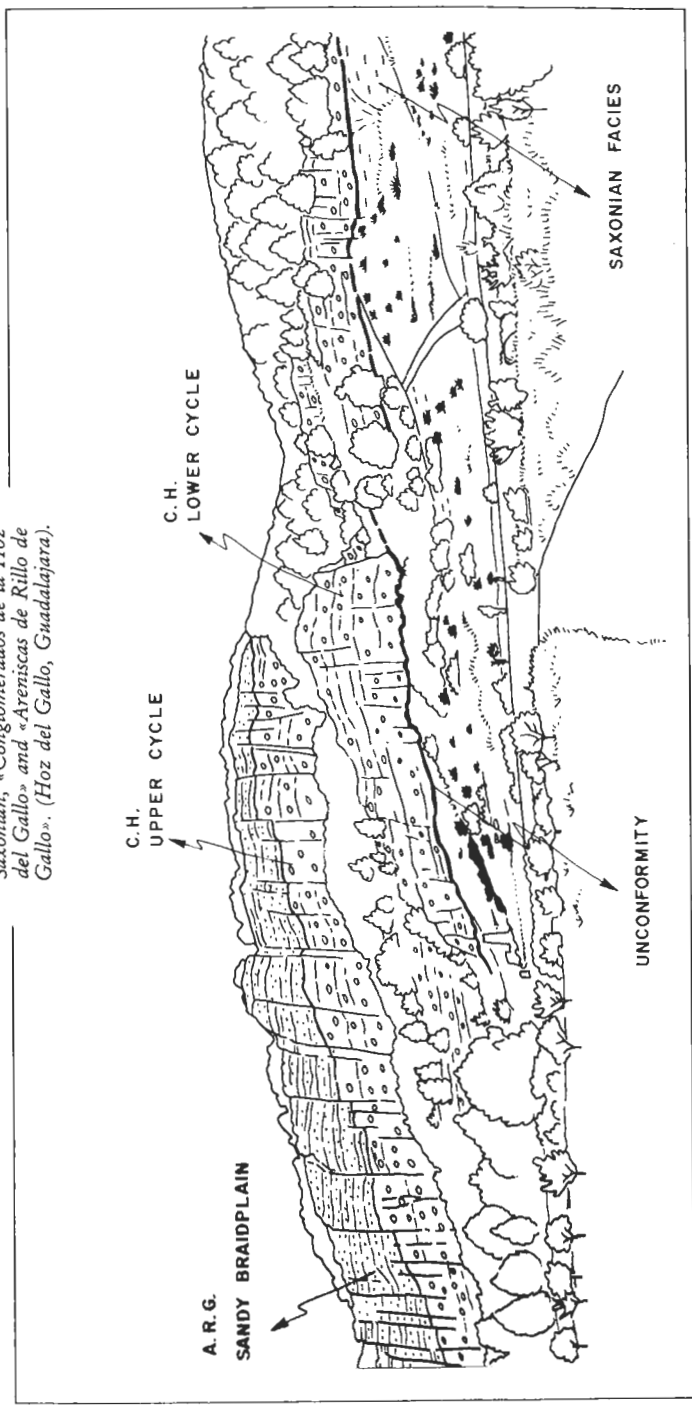 Saxonian, «Conglomerados de la Hoz
del Gallo» and «Areniscas de Rillo de
Gallo». (Hoz del Gallo, Guadalajara).
A.R.G.
SANDY BRAIDPLAIN
C.H.
UPPER CYCLE
C.H.
LOWER CYCLE
UNCONFORMITY
SAXONIAN FACIES